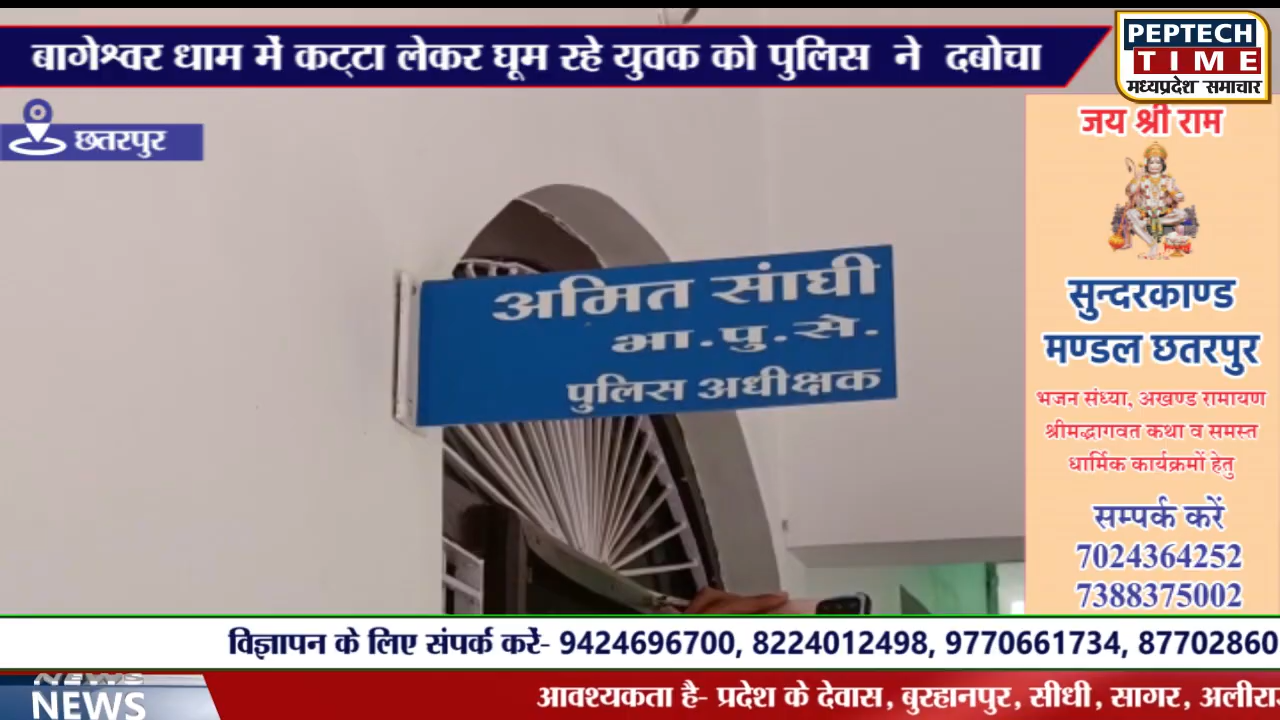 बागेश्वर धाम में कट्टा लेकर घूम रहे युवक को पुलिस ने दबोचा
PEPTECH
TIME
मध्यप्रदेश समाचार
छतरपुर
अमित सांघी
भा.पु.से.
पुलिस अधीक्षक
जय श्री राम
सुन्दरकाण्ड
मण्डल छतरपुर
भजन संध्या, अखण्ड रामायण
श्रीमद्भागवत कथा व समस्त
धार्मिक कार्यक्रमों हेतु
सम्पर्क करें
7024364252
7388375002
विज्ञापन के लिए संपर्क करें- 9424696700, 8224012498, 9770661734, 87702860
NEWS
NEWS
आवश्यकता है- प्रदेश के देवास, बुरहानपुर, सीधी, सागर, अलीरा